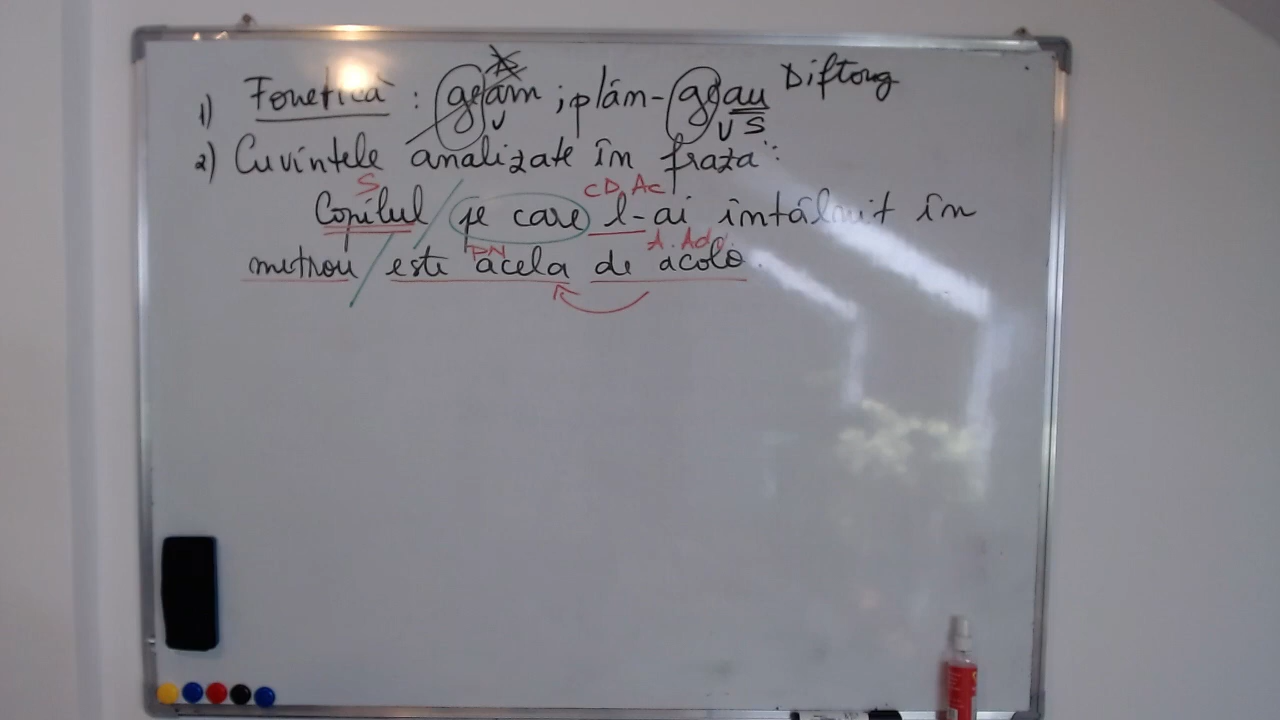 1) Fonetică : geam ; plân-geau Diftong
V V S
2) Cuvintele analizate în frază :
S CD, Ac
Copilul / pe care l-ai întâlnit în
PN A. Adv
metrou / este acela de acolo.